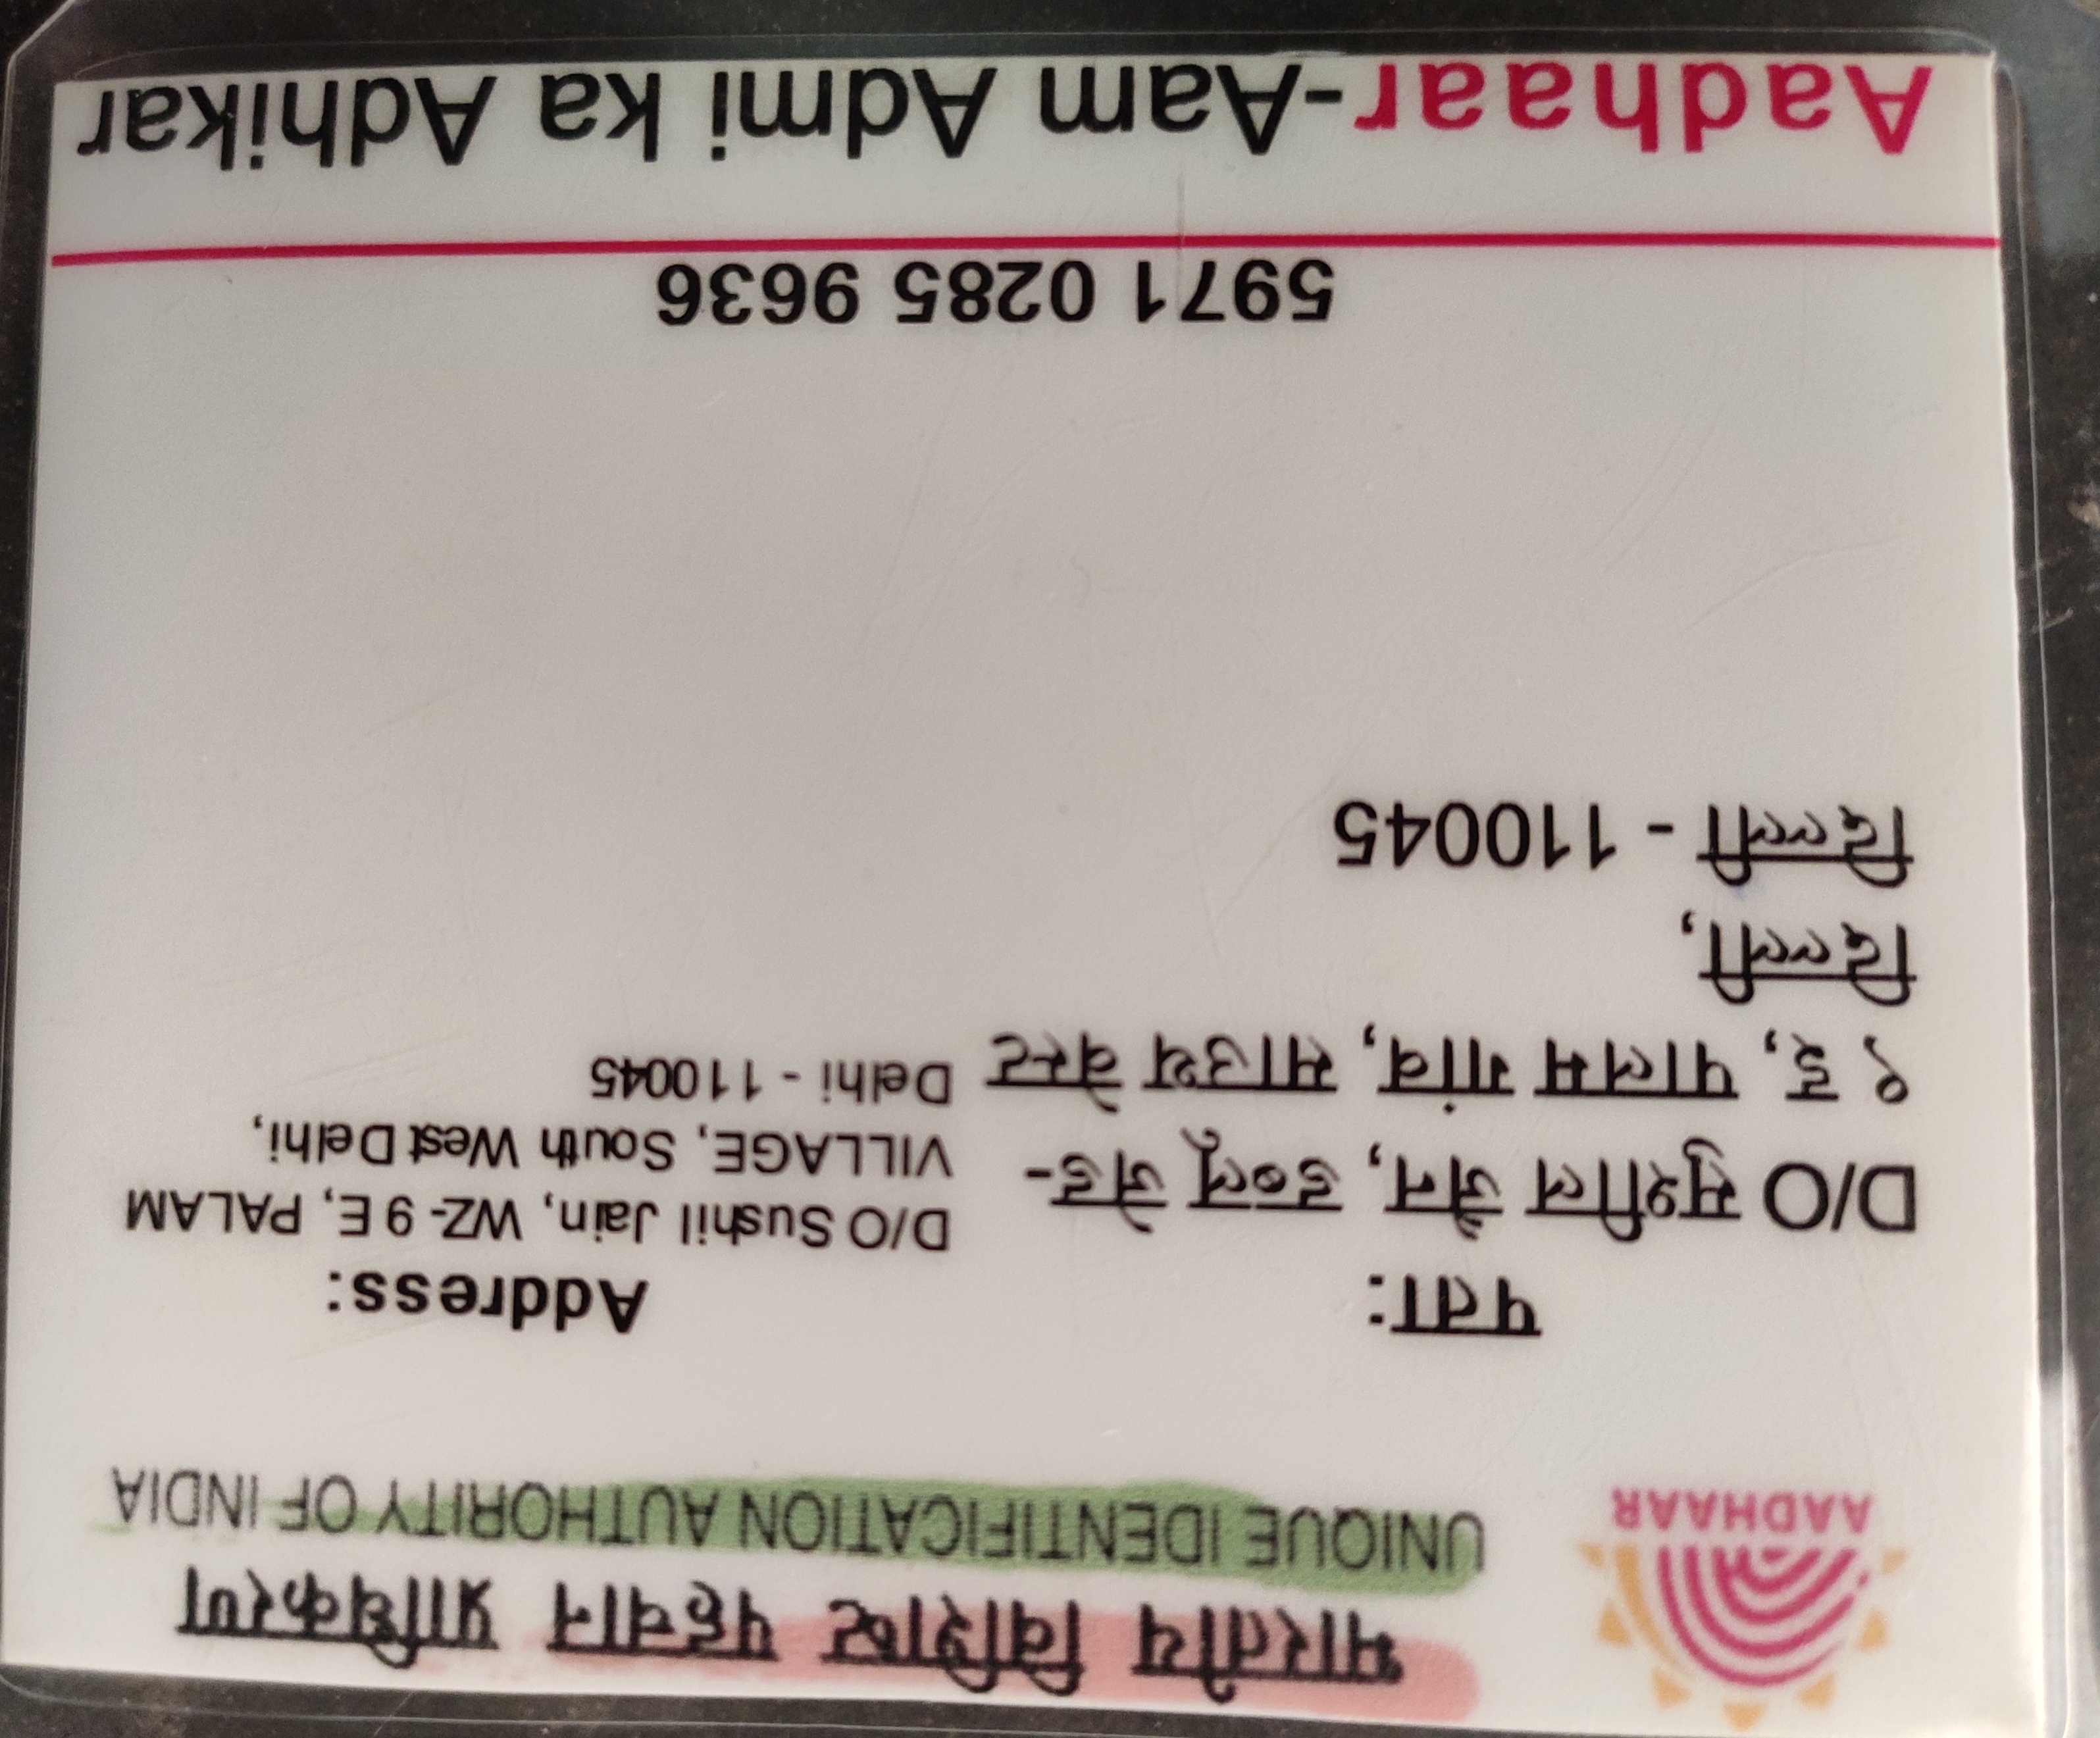 भारतीय विशिष्ट पहचान प्राधिकरण
UNIQUE IDENTIFICATION AUTHORITY OF INDIA
AADHAAR
पता:
D/O सुशील जैन, डब्लू जेड-
९ इ, पालम गांव, साउथ वेस्ट
दिल्ली,
दिल्ली - 110045
Address:
D/O Sushil Jain, WZ- 9 E, PALAM
VILLAGE, South West Delhi,
Delhi - 110045
5971 0285 9636
Aadhaar-Aam Admi ka Adhikar